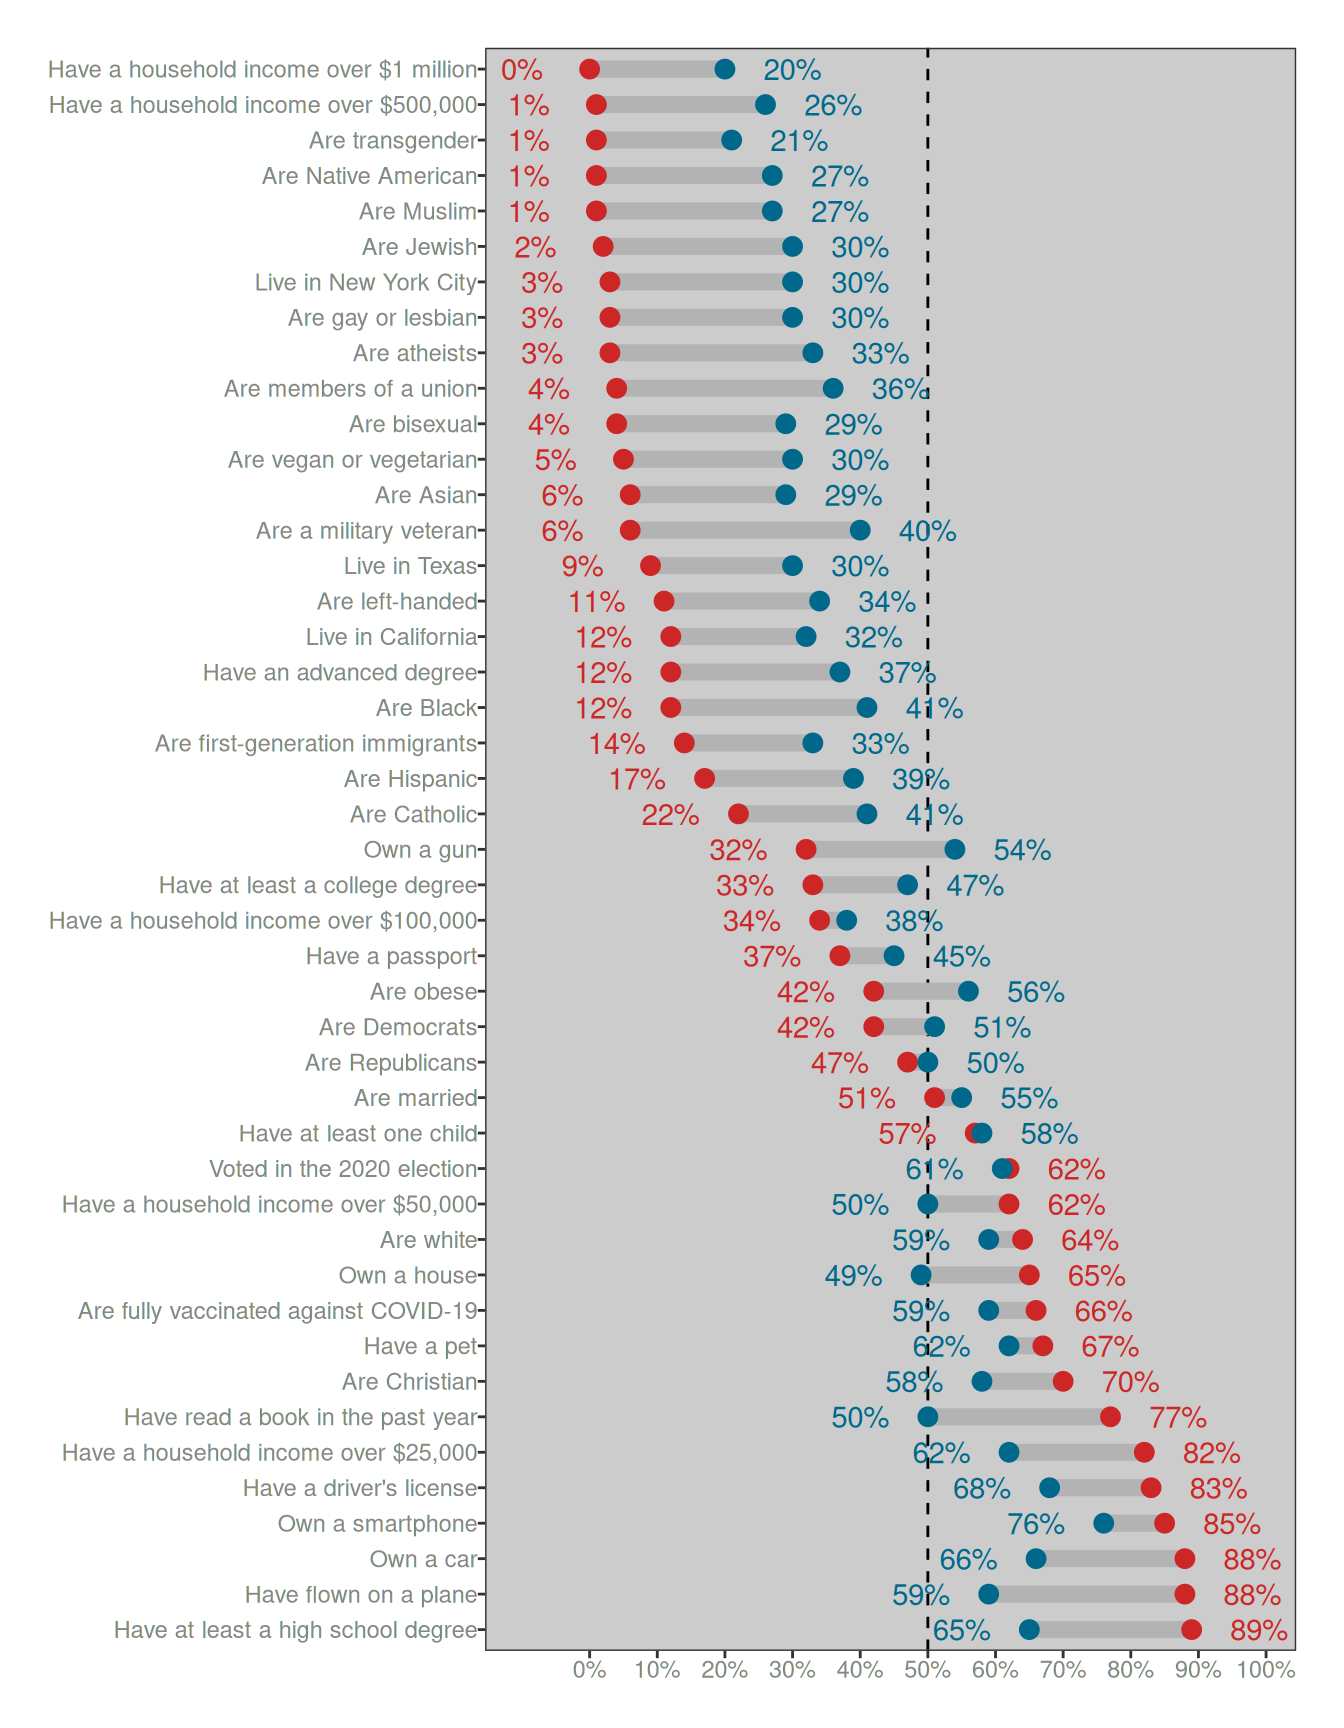 Have a household income over $1 million 0% 20%
Have a household income over $500,000 1% 26%
Are transgender 1% 21%
Are Native American 1% 27%
Are Muslim 1% 27%
Are Jewish 2% 30%
Live in New York City 3% 30%
Are gay or lesbian 3% 30%
Are atheists 3% 33%
Are members of a union 4% 36%
Are bisexual 4% 29%
Are vegan or vegetarian 5% 30%
Are Asian 6% 29%
Are a military veteran 6% 40%
Live in Texas 9% 30%
Are left-handed 11% 34%
Live in California 12% 32%
Have an advanced degree 12% 37%
Are Black 12% 41%
Are first-generation immigrants 14% 33%
Are Hispanic 17% 39%
Are Catholic 22% 41%
Own a gun 32% 54%
Have at least a college degree 33% 47%
Have a household income over $100,000 34% 38%
Have a passport 37% 45%
Are obese 42% 56%
Are Democrats 42% 51%
Are Republicans 47% 50%
Are married 51% 55%
Have at least one child 57% 58%
Voted in the 2020 election 61% 62%
Have a household income over $50,000 50% 62%
Are white 59% 64%
Own a house 49% 65%
Are fully vaccinated against COVID-19 59% 66%
Have a pet 62% 67%
Are Christian 58% 70%
Have read a book in the past year 50% 77%
Have a household income over $25,000 62% 82%
Have a driver's license 68% 83%
Own a smartphone 76% 85%
Own a car 66% 88%
Have flown on a plane 59% 88%
Have at least a high school degree 65% 89%
0% 10% 20% 30% 40% 50% 60% 70% 80% 90% 100%